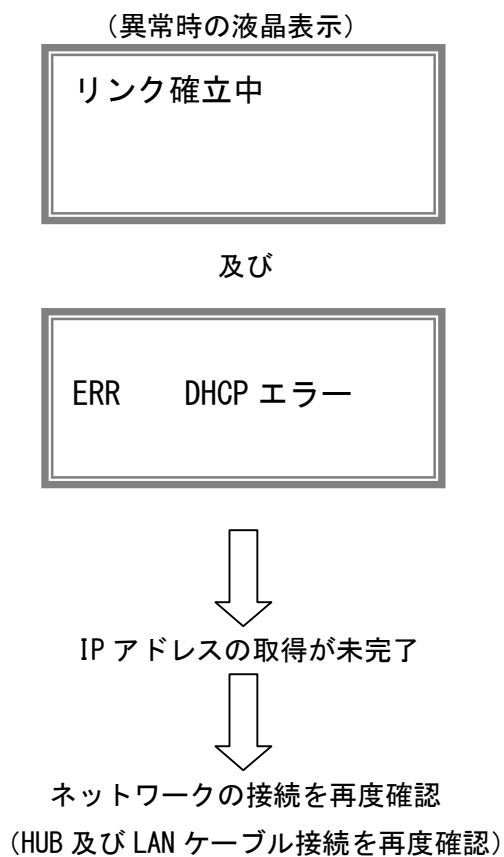 (異常時の液晶表示)
リンク確立中
及び
ERR DHCP エラー
IP アドレスの取得が未完了
ネットワークの接続を再度確認
(HUB 及び LAN ケーブル接続を再度確認)